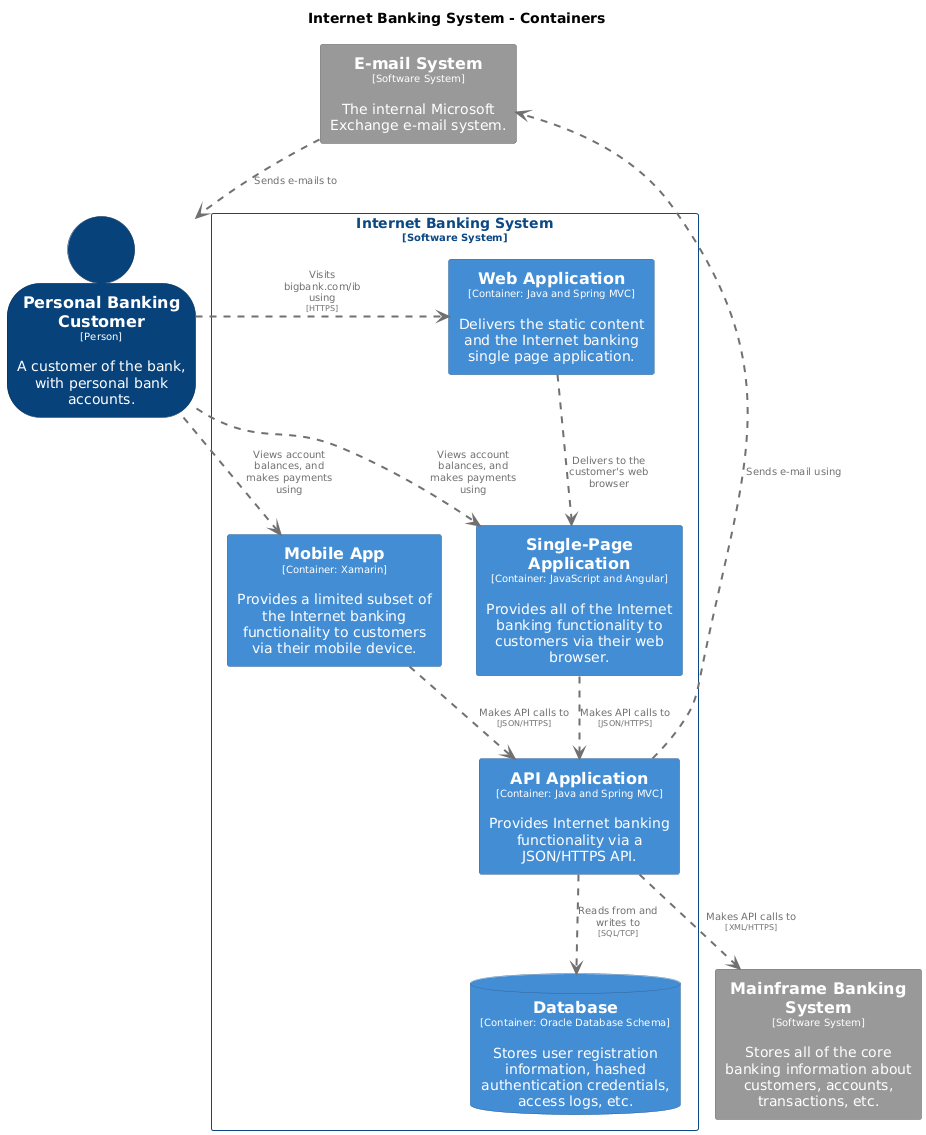 Internet Banking System - Containers
E-mail System
[Software System]
The internal Microsoft
Exchange e-mail system.
Sends e-mails to
Internet Banking System
[Software System]
Personal Banking
Customer
[Person]
A customer of the bank,
with personal bank
accounts.
Visits
bigbank.com/ib
using
[HTTPS]
Web Application
[Container: Java and Spring MVC]
Delivers the static content
and the Internet banking
single page application.
Views account
balances, and
makes payments
using
Views account
balances, and
makes payments
using
Delivers to the
customer's web
browser
Sends e-mail using
Mobile App
[Container: Xamarin]
Provides a limited subset of
the Internet banking
functionality to customers
via their mobile device.
Single-Page
Application
[Container: JavaScript and Angular]
Provides all of the Internet
banking functionality to
customers via their web
browser.
Makes API calls to
[JSON/HTTPS]
Makes API calls to
[JSON/HTTPS]
API Application
[Container: Java and Spring MVC]
Provides Internet banking
functionality via a
JSON/HTTPS API.
Reads from and
writes to
[SQL/TCP]
Makes API calls to
[XML/HTTPS]
Database
[Container: Oracle Database Schema]
Stores user registration
information, hashed
authentication credentials,
access logs, etc.
Mainframe Banking
System
[Software System]
Stores all of the core
banking information about
customers, accounts,
transactions, etc.